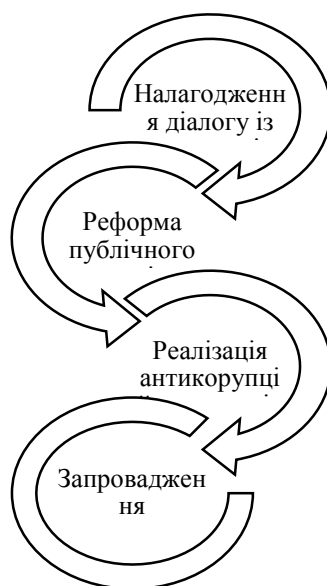 Налагодженн
я діалогу із
Реформа
публічного
Реалізація
антикорупці
Запроваджен
ня